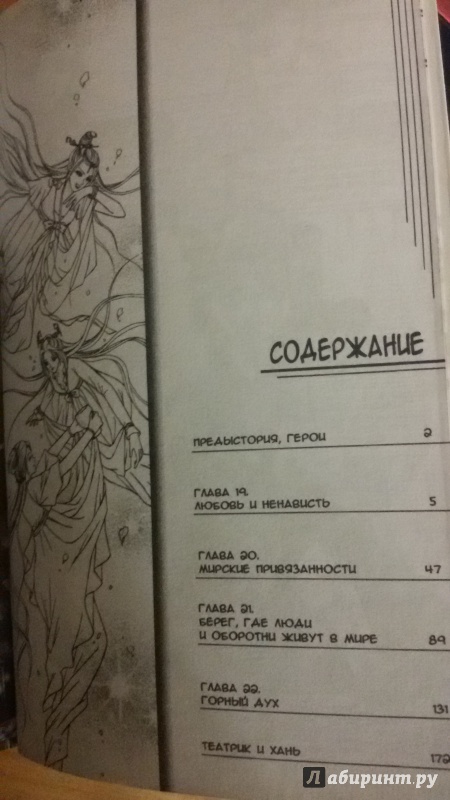 СОДЕРЖАНИЕ
ПРЕДЫСТОРИЯ, ГЕРОИ 2
ГЛАВА 19.
ЛЮБОВЬ И НЕНАВИСТЬ 5
ГЛАВА 20.
МИРСКИЕ ПРИВЯЗАННОСТИ 47
ГЛАВА 21.
БЕРЕГ, ГДЕ ЛЮДИ
И ОБОРОТНИ ЖИВУТ В МИРЕ 89
ГЛАВА 22.
ГОРНЫЙ ДУХ 131
ТЕАТРИК И ХАНЬ 172
Лабиринт.ру